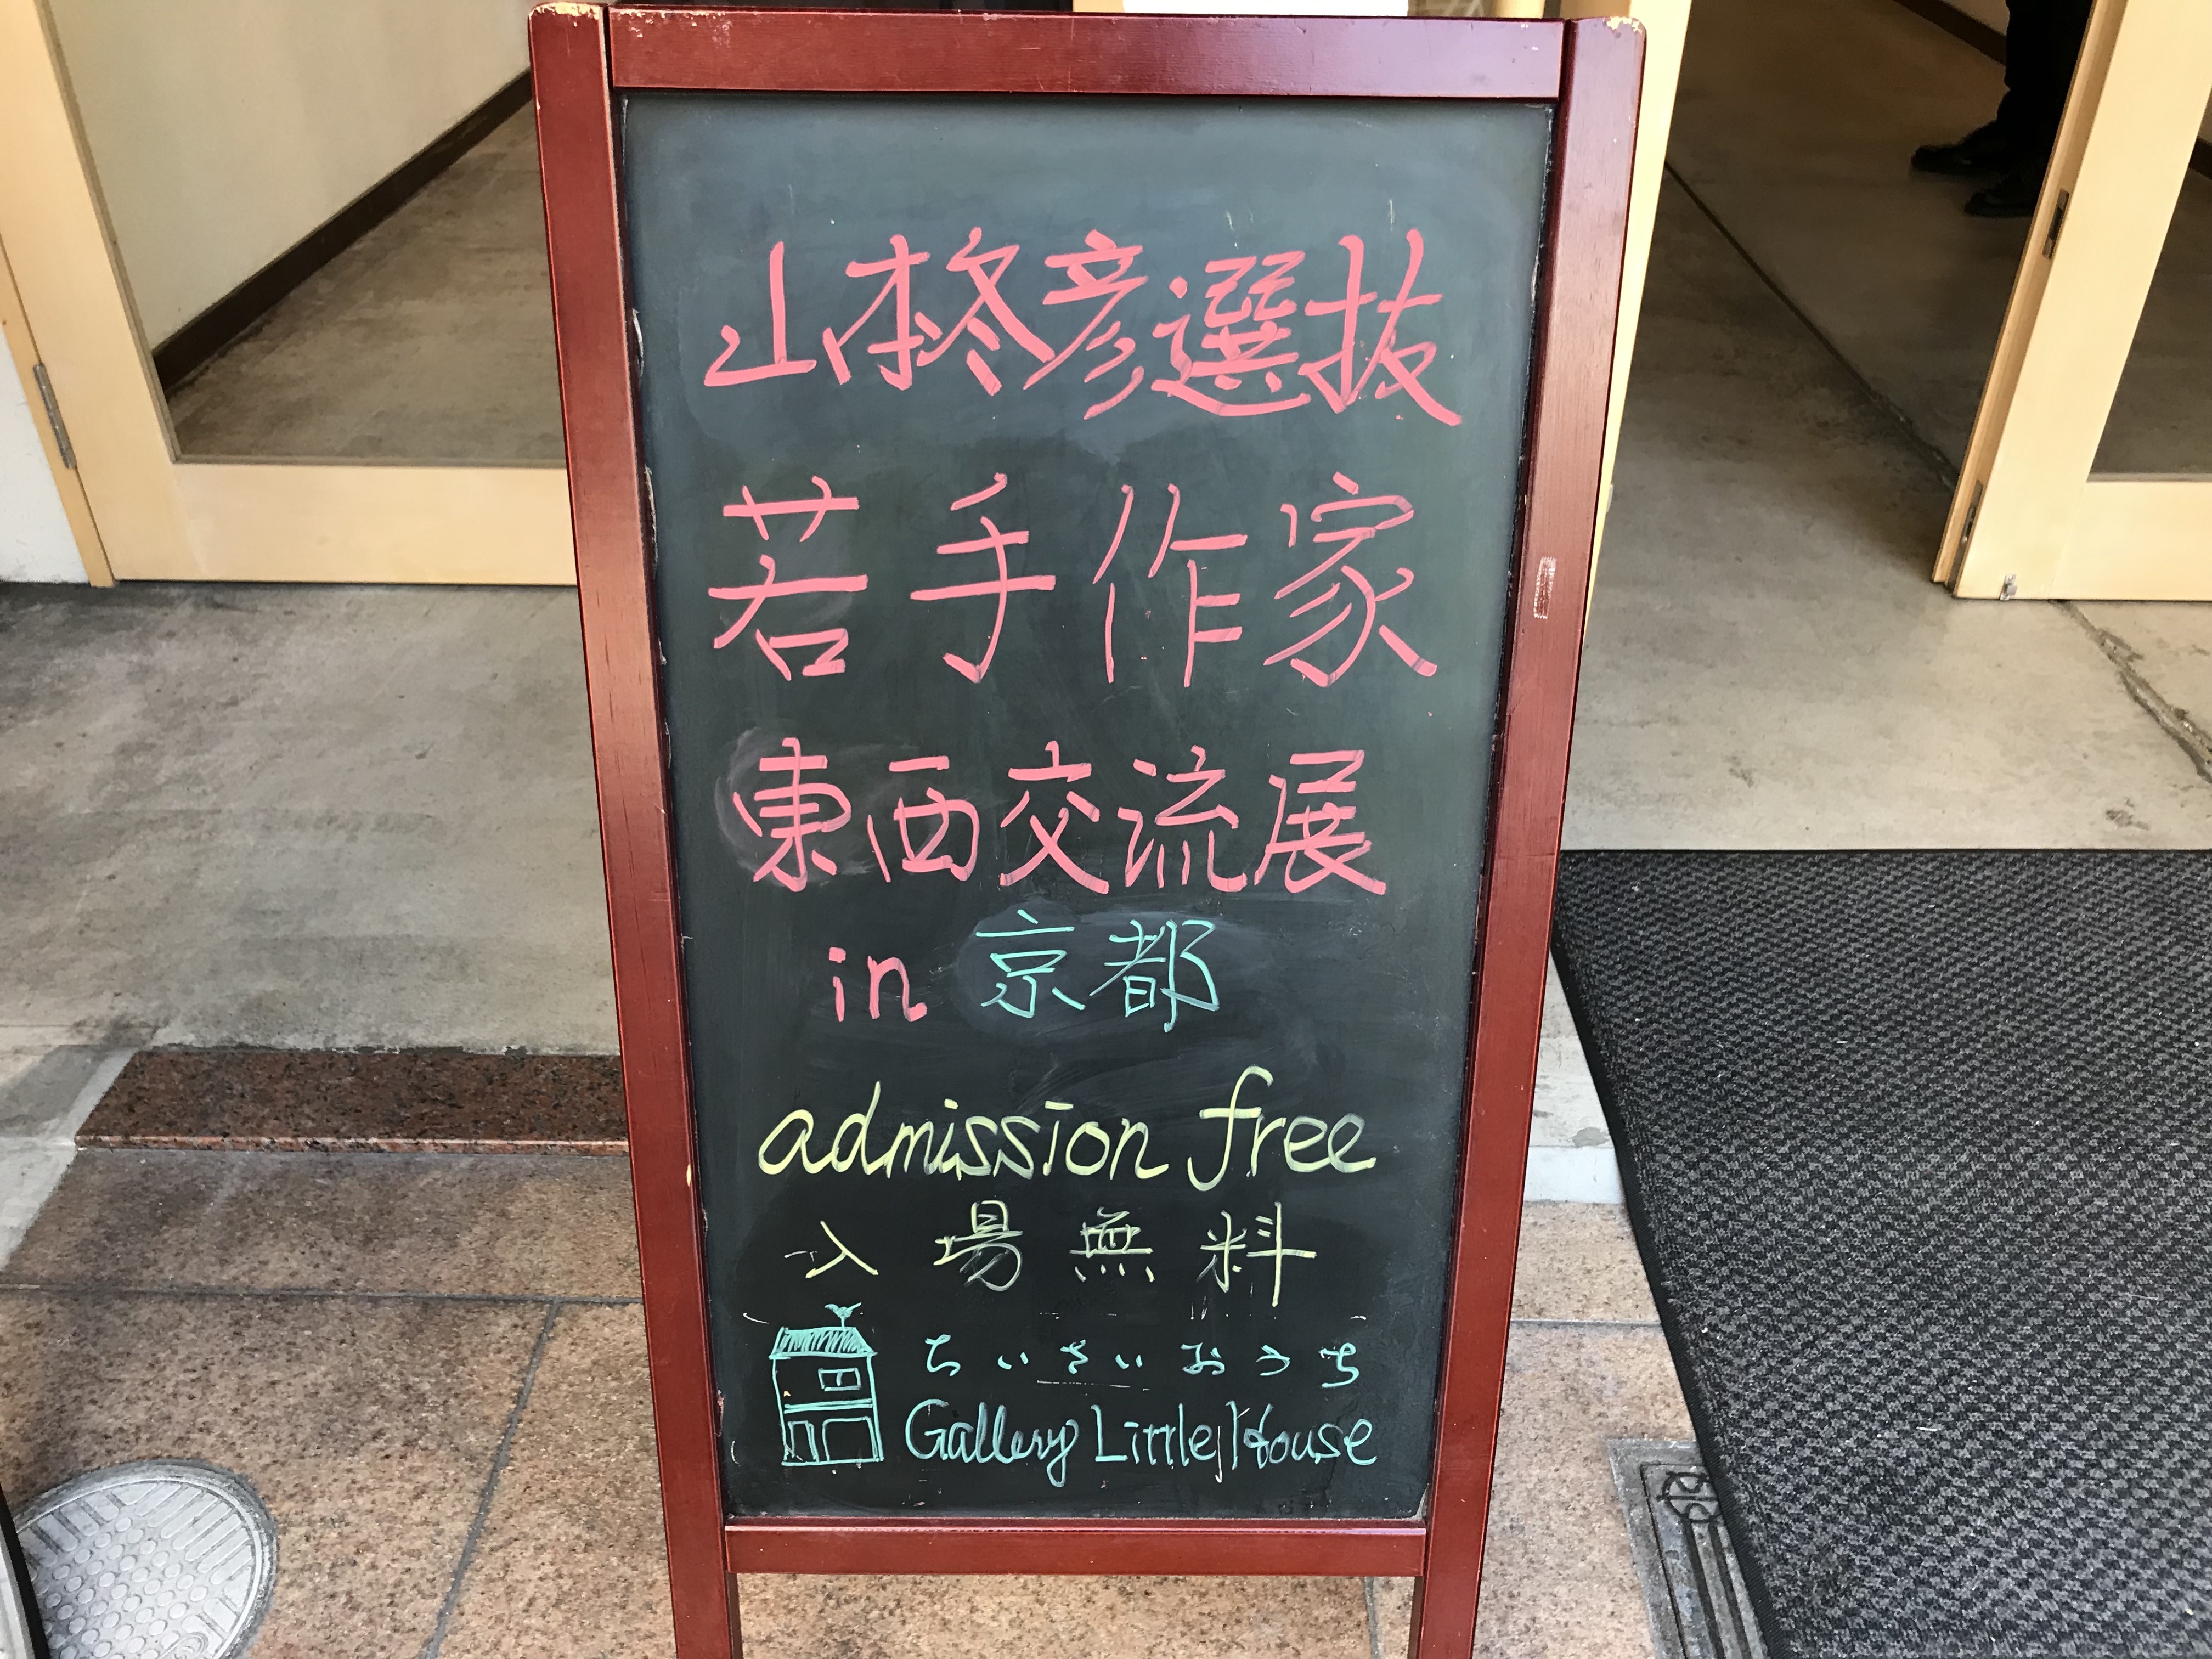 山本冬彦選抜
若手作家
東西交流展
in 京都
admission free
入場無料
ちいさいおうち
Gallery Little House